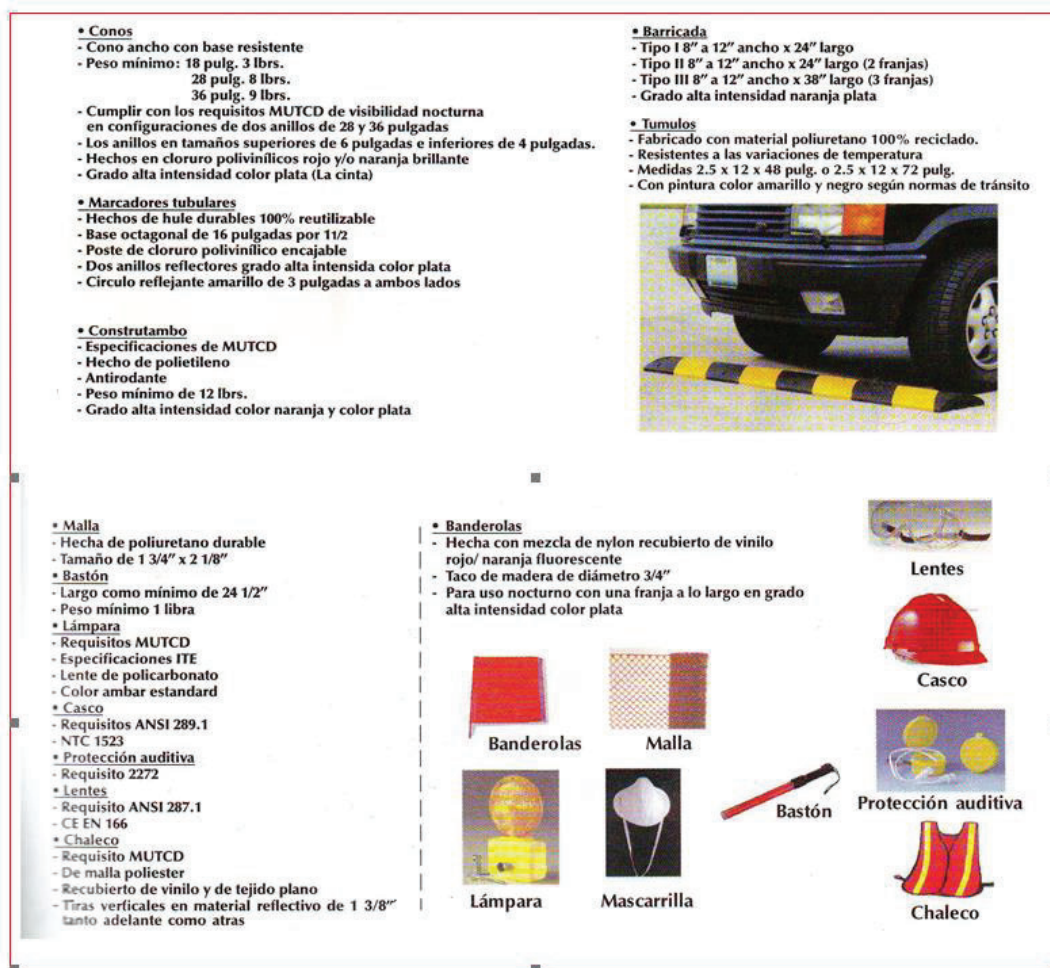 • Conos
- Cono ancho con base resistente
- Peso mínimo: 18 pulg. 3 lbrs.
28 pulg. 8 lbrs.
36 pulg. 9 lbrs.
- Cumplir con los requisitos MUTCD de visibilidad nocturna
en configuraciones de dos anillos de 28 y 36 pulgadas
- Los anillos en tamaños superiores de 6 pulgadas e inferiores de 4 pulgadas.
- Hechos en cloruro polivinílicos rojo y/o naranja brillante
- Grado alta intensidad color plata (La cinta)
• Marcadores tubulares
- Hechos de hule durables 100% reutilizable
- Base octagonal de 16 pulgadas por 11/2
- Poste de cloruro polivinílico encajable
- Dos anillos reflectores grado alta intensida color plata
- Circulo reflejante amarillo de 3 pulgadas a ambos lados
• Construtambo
- Especificaciones de MUTCD
- Hecho de polietileno
- Antirodante
- Peso mínimo de 12 lbrs.
- Grado alta intensidad color naranja y color plata
• Barricada
- Tipo I 8" a 12" ancho x 24" largo
- Tipo II 8" a 12" ancho x 24" largo (2 franjas)
- Tipo III 8" a 12" ancho x 38" largo (3 franjas)
- Grado alta intensidad naranja plata
• Tumulos
- Fabricado con material poliuretano 100% reciclado.
- Resistentes a las variaciones de temperatura
- Medidas 2.5 x 12 x 48 pulg. o 2.5 x 12 x 72 pulg.
- Con pintura color amarillo y negro según normas de tránsito
• Malla
- Hecha de poliuretano durable
- Tamaño de 1 3/4" x 2 1/8"
• Bastón
- Largo como mínimo de 24 1/2"
- Peso mínimo 1 libra
• Lámpara
- Requisitos MUTCD
- Especificaciones ITE
- Lente de policarbonato
- Color ambar estandard
• Casco
- Requisitos ANSI 289.1
- NTC 1523
• Protección auditiva
- Requisito 2272
• Lentes
- Requisito ANSI 287.1
- CE EN 166
• Chaleco
- Requisito MUTCD
- De malla poliester
- Recubierto de vinilo y de tejido plano
- Tiras verficales en material reflectivo de 1 3/8"
tanto adelante como atras
• Banderolas
- Hecha con mezcla de nylon recubierto de vinilo
rojo/ naranja fluorescente
- Taco de madera de diámetro 3/4"
- Para uso nocturno con una franja a lo largo en grado
alta intensidad color plata
Lentes
Casco
Banderolas
Malla
Bastón
Protección auditiva
Lámpara
Mascarrilla
Chaleco